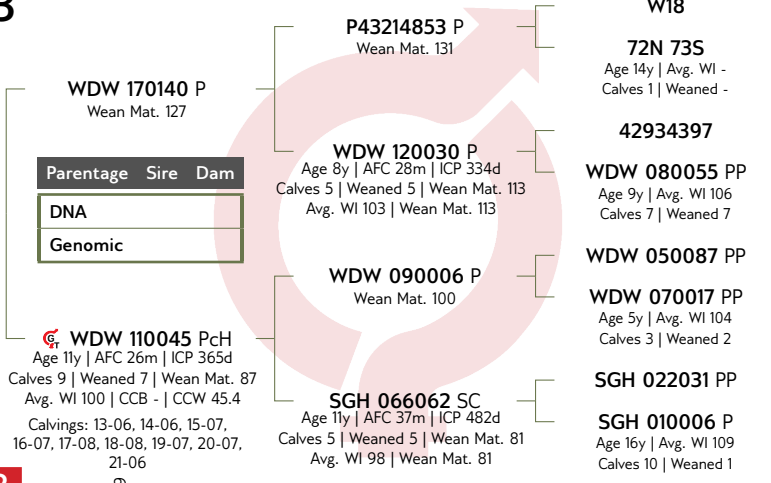 WDW 170140 P
Wean Mat. 127
Parentage Sire Dam
DNA
Genomic
WDW 110045 PcH
Age 11y | AFC 26m | ICP 365d
Calves 9 | Weaned 7 | Wean Mat. 87
Avg. WI 100 | CCB - | CCW 45.4
Calvings: 13-06, 14-06, 15-07,
16-07, 17-08, 18-08, 19-07, 20-07,
21-06
P43214853 P
Wean Mat. 131
WDW 120030 P
Age 8y | AFC 28m | ICP 334d
Calves 5 | Weaned 5 | Wean Mat. 113
Avg. WI 103 | Wean Mat. 113
WDW 090006 P
Wean Mat. 100
SGH 066062 SC
Age 11y | AFC 37m | ICP 482d
Calves 5 | Weaned 5 | Wean Mat. 81
Avg. WI 98 | Wean Mat. 81
W18
72N 73S
Age 14y | Avg. WI -
Calves 1 | Weaned -
42934397
WDW 080055 PP
Age 9y | Avg. WI 106
Calves 7 | Weaned 7
WDW 050087 PP
WDW 070017 PP
Age 5y | Avg. WI 104
Calves 3 | Weaned 2
SGH 022031 PP
SGH 010006 P
Age 16y | Avg. WI 109
Calves 10 | Weaned 1